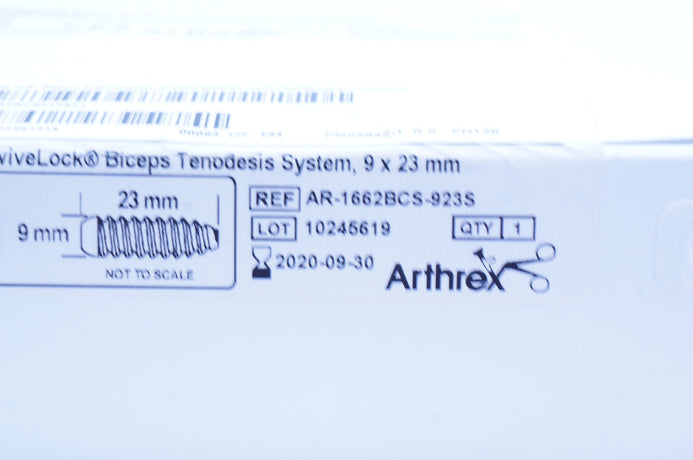 viveLock® Biceps Tenodesis System, 9 x 23 mm
23 mm
9 mm
NOT TO SCALE
REF AR-1662BCS-923S
LOT 10245619 QTY 1
2020-09-30
Arthrex